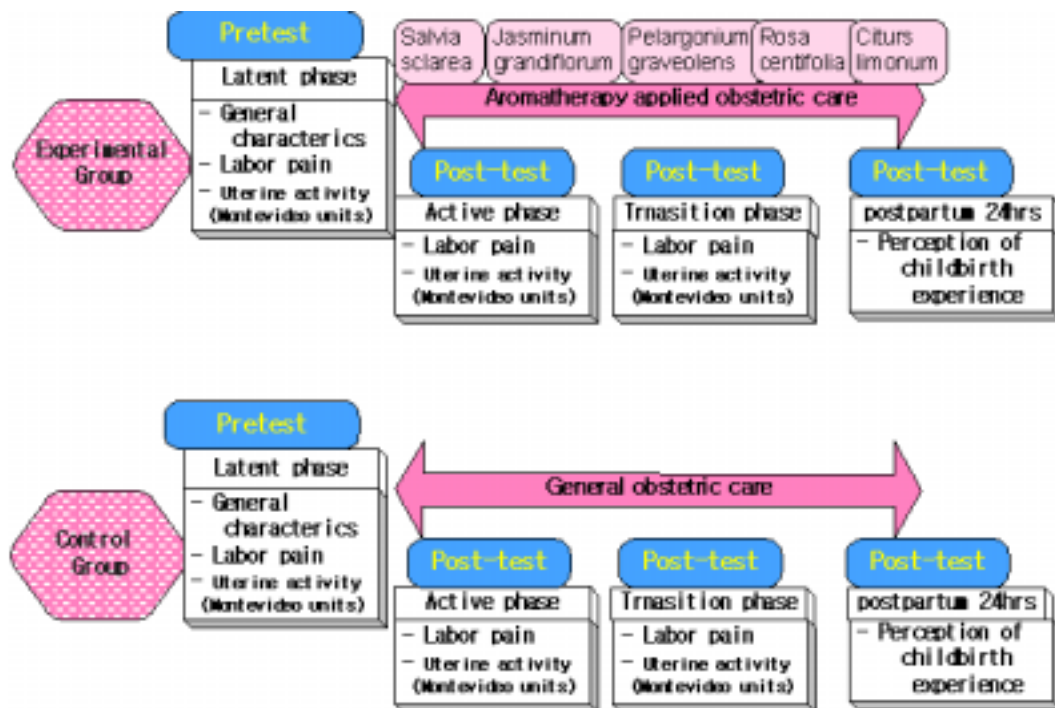 Pretest
Latent phase
- General
characterics
- Labor pain
- Uterine activity
(Montevideo units)
Experimental
Group
Salvia
sclarea
Jasminum
grandiflorum
Pelargonium
graveolens
Rosa
centifolia
Citurs
limonum
Aromatherapy applied obstetric care
Post-test
Active phase
- Labor pain
- Uterine activity
(Montevideo units)
Post-test
Trnasition phase
- Labor pain
- Uterine activity
(Montevideo units)
Post-test
postpartum 24hrs
- Perception of
childbirth
experience
Pretest
Latent phase
- General
characterics
- Labor pain
- Uterine activity
(Montevideo units)
Control
Group
General obstetric care
Post-test
Active phase
- Labor pain
- Uterine activity
(Montevideo units)
Post-test
Trnasition phase
- Labor pain
- Uterine activity
(Montevideo units)
Post-test
postpartum 24hrs
- Perception of
childbirth
experience